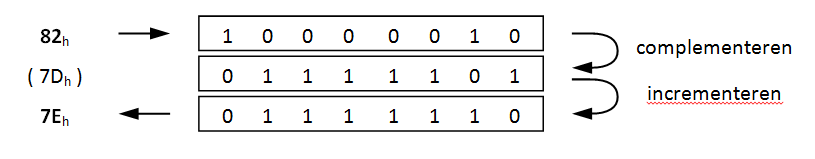 82h 1 0 0 0 0 0 1 0 complementeren
( 7Dh ) 0 1 1 1 1 1 0 1 incrementeren
7Eh 0 1 1 1 1 1 1 0